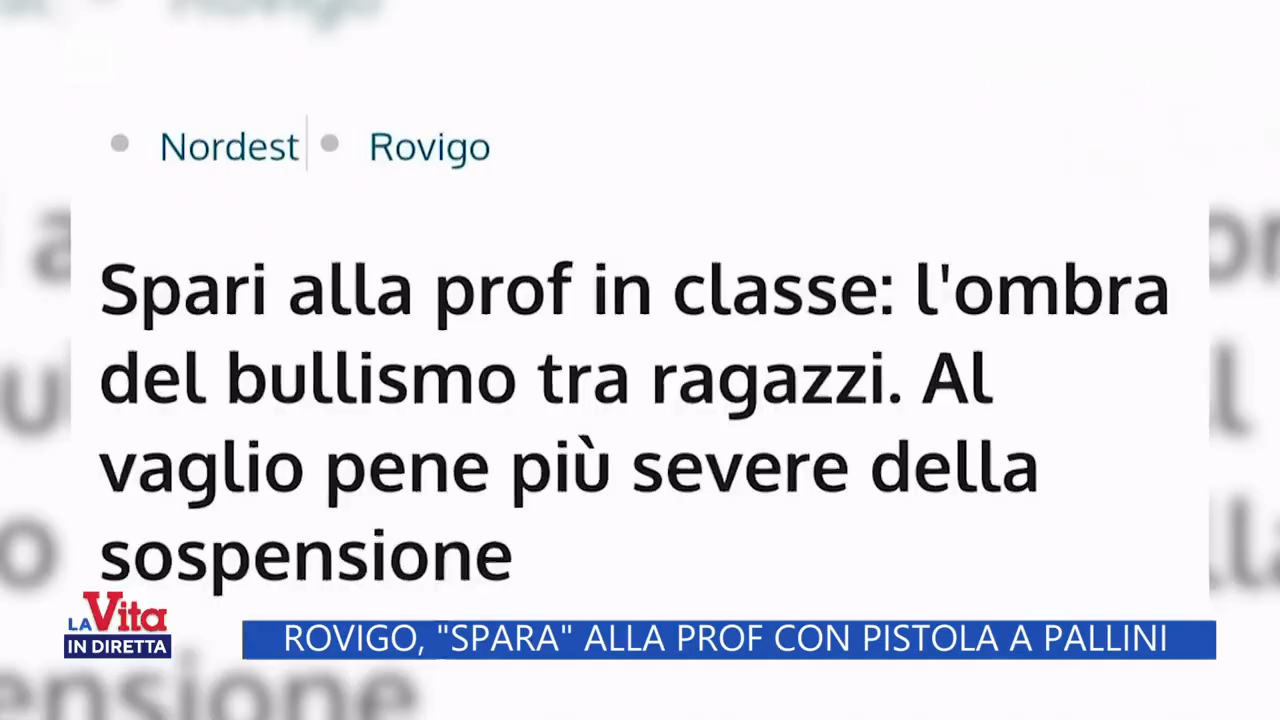 Nordest
Rovigo
Spari alla prof in classe: l'ombra
del bullismo tra ragazzi. Al
vaglio pene più severe della
sospensione
LA Vita
IN DIRETTA
ROVIGO, "SPARA" ALLA PROF CON PISTOLA A PALLINI